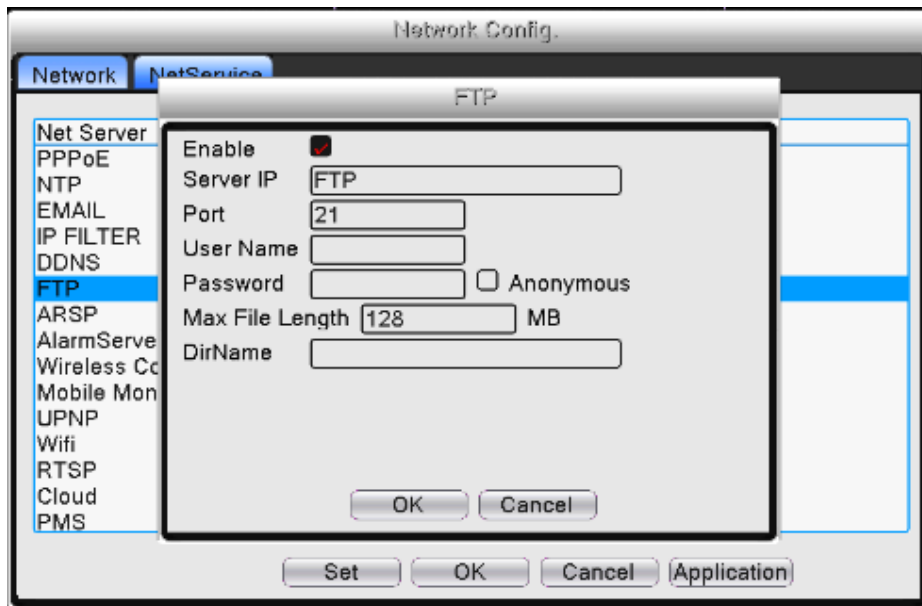 Network Config.
Network NetService
FTP
Net Server
PPPoE
NTP
EMAIL
IP FILTER
DDNS
FTP
ARSP
AlarmServe
Wireless Co
Mobile Mon
UPNP
Wifi
RTSP
Cloud
PMS
Enable
Server IP FTP
Port 21
User Name
Password Anonymous
Max File Length 128 MB
DirName
OK Cancel
Set OK Cancel Application